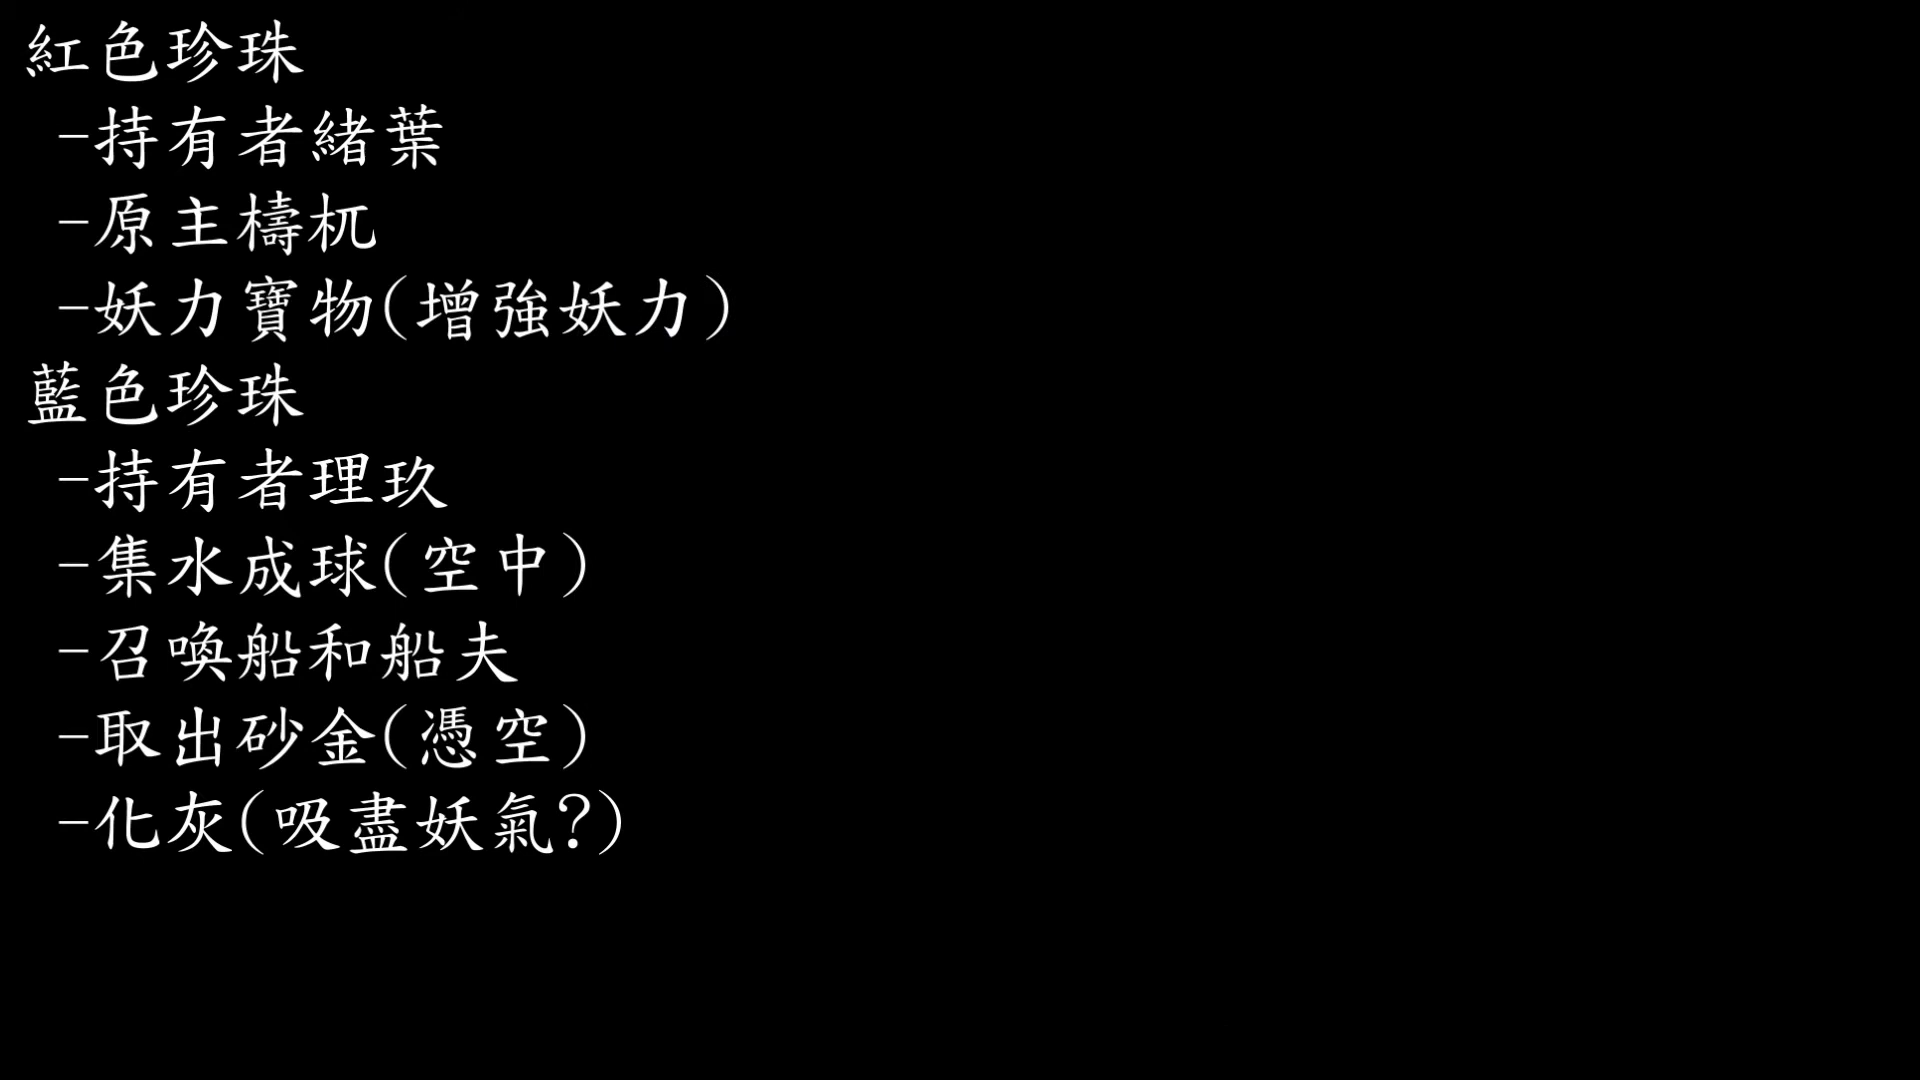 紅色珍珠
-持有者緒葉
-原主檮杌
-妖力寶物(增強妖力)
藍色珍珠
-持有者理玖
-集水成球(空中)
-召喚船和船夫
-取出砂金(憑空)
-化灰(吸盡妖氣?)